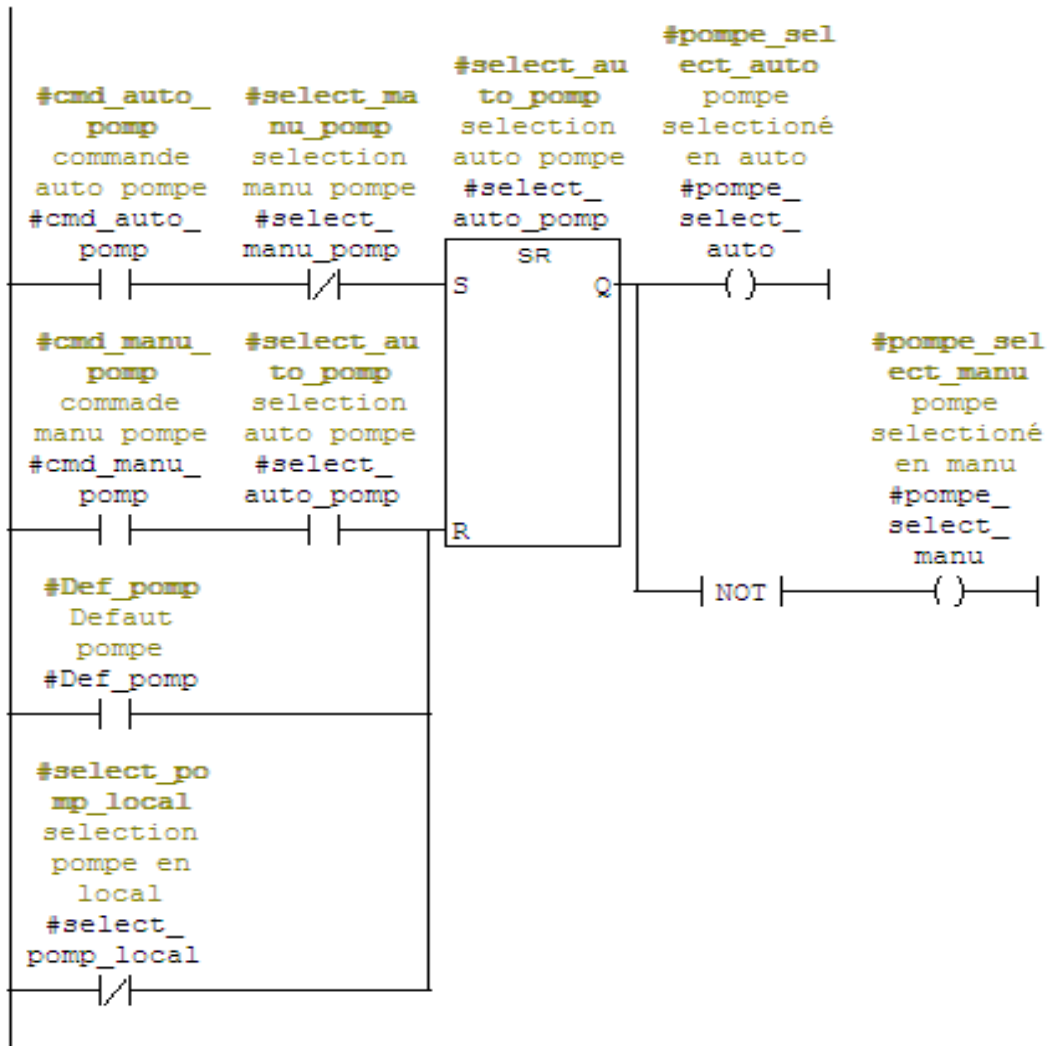 #cmd_auto_
pomp
commande
auto pompe
#cmd_auto_
pomp
#select_ma
nu_pomp
selection
manu pompe
#select_
manu_pomp
#select_au
to_pomp
selection
auto pompe
#select_
auto_pomp
SR
S
Q
R
#pompe_sel
ect_auto
pompe
selectioné
en auto
#pompe_
select_
auto
#cmd_manu_
pomp
commade
manu pompe
#cmd_manu_
pomp
#select_au
to_pomp
selection
auto pompe
#select_
auto_pomp
#pompe_sel
ect_manu
pompe
selectioné
en manu
#pompe_
select_
manu
NOT
#Def_pomp
Defaut
pompe
#Def_pomp
#select_po
mp_local
selection
pompe en
local
#select_
pomp_local